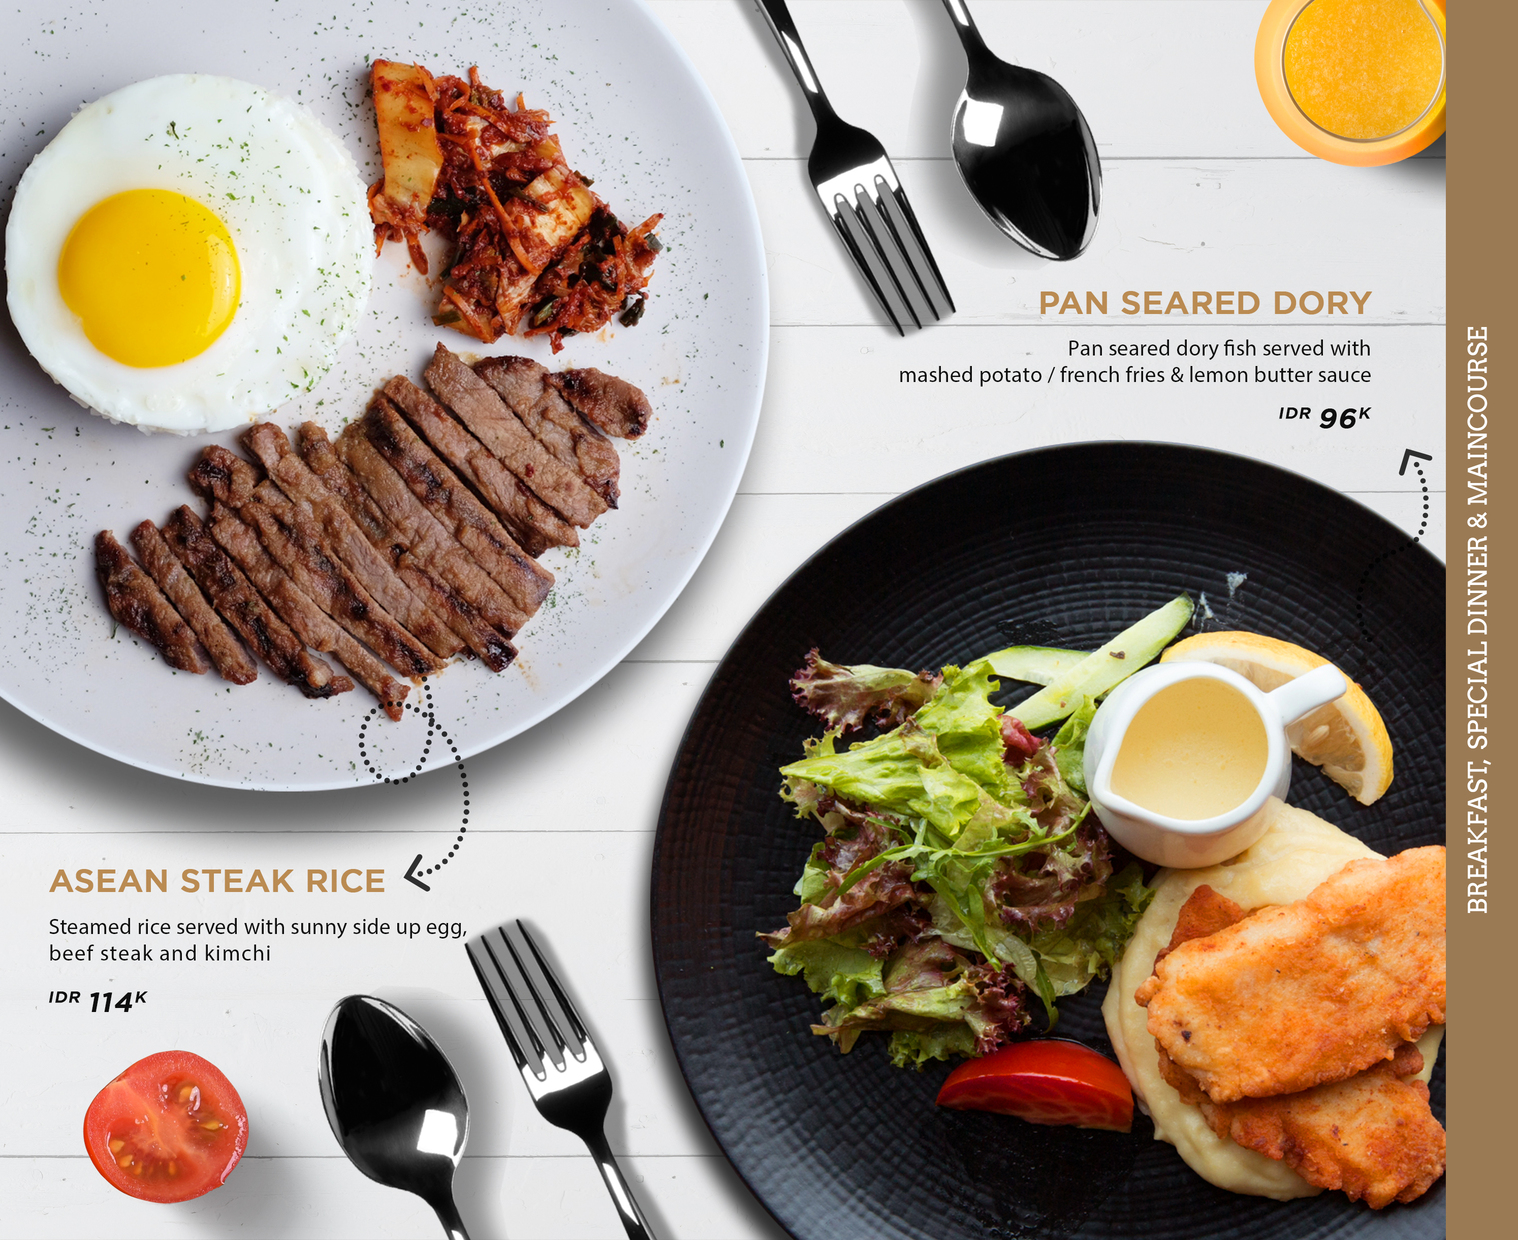 PAN SEARED DORY
Pan seared dory fish served with
mashed potato / french fries & lemon butter sauce
IDR 96K
ASEAN STEAK RICE
Steamed rice served with sunny side up egg,
beef steak and kimchi
IDR 114K
BREAKFAST, SPECIAL DINNER & MAINCOURSE